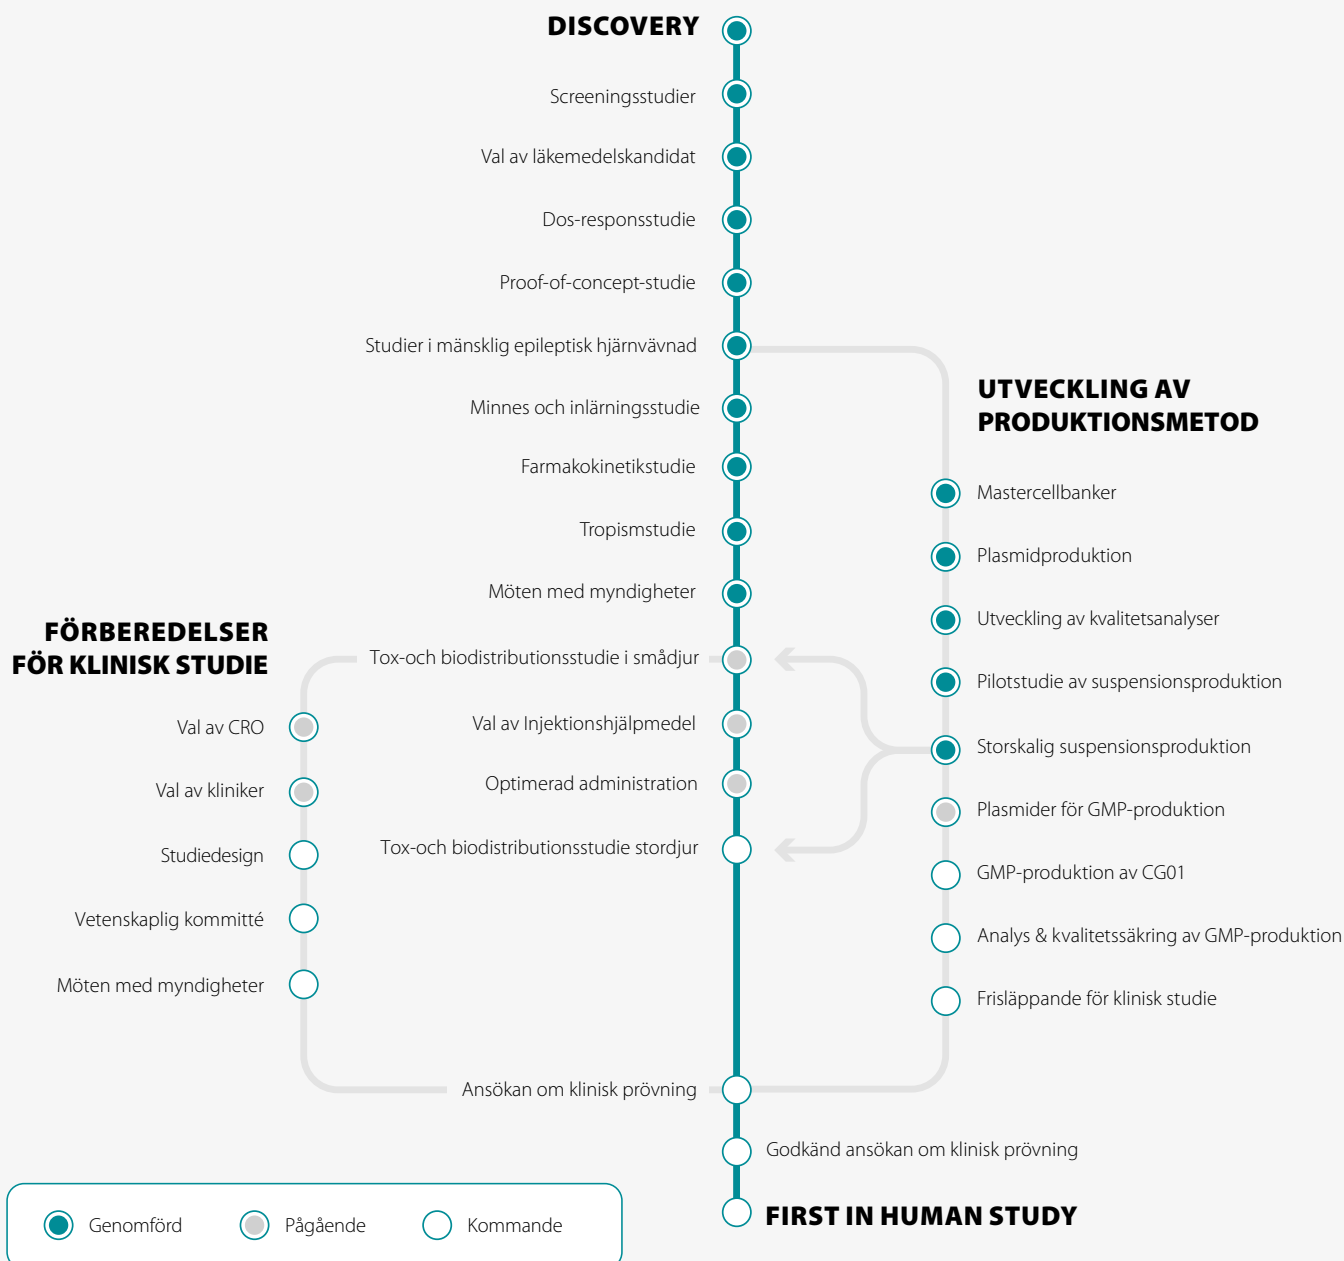 DISCOVERY
Screeningsstudier
Val av läkemedelskandidat
Dos-responsstudie
Proof-of-concept-studie
Studier i mänsklig epileptisk hjärnvävnad
Minnes och inlärningsstudie
Farmakokinetikstudie
Tropismstudie
Möten med myndigheter
Tox-och biodistributionsstudie i smådjur
Val av Injektionshjälpmedel
Optimerad administration
Tox-och biodistributionsstudie stordjur
UTVECKLING AV
PRODUKTIONSMETOD
Mastercellbanker
Plasmidproduktion
Utveckling av kvalitetsanalyser
Pilotstudie av suspensionsproduktion
Storskalig suspensionsproduktion
Plasmider för GMP-produktion
GMP-produktion av CG01
Analys & kvalitetssäkring av GMP-produktion
Frisläppande för klinisk studie
FÖRBEREDELSER
FÖR KLINISK STUDIE
Val av CRO
Val av kliniker
Studiedesign
Vetenskaplig kommitté
Möten med myndigheter
Ansökan om klinisk prövning
Godkänd ansökan om klinisk prövning
FIRST IN HUMAN STUDY
Genomförd
Pågående
Kommande